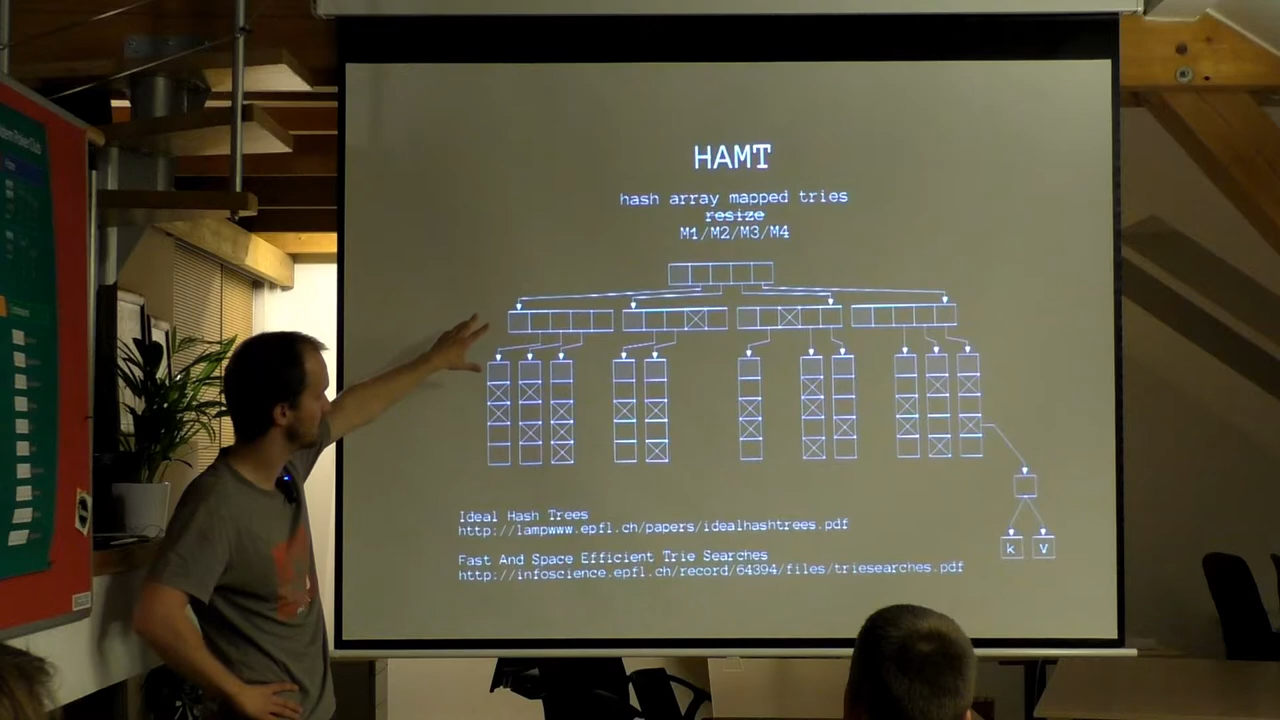 HAMT
hash array mapped tries
resize
M1/M2/M3/M4
k
v
Ideal Hash Trees
http://lampwww.epfl.ch/papers/idealhashtrees.pdf
Fast And Space Efficient Trie Searches
http://infoscience.epfl.ch/record/64394/files/triesearches.pdf